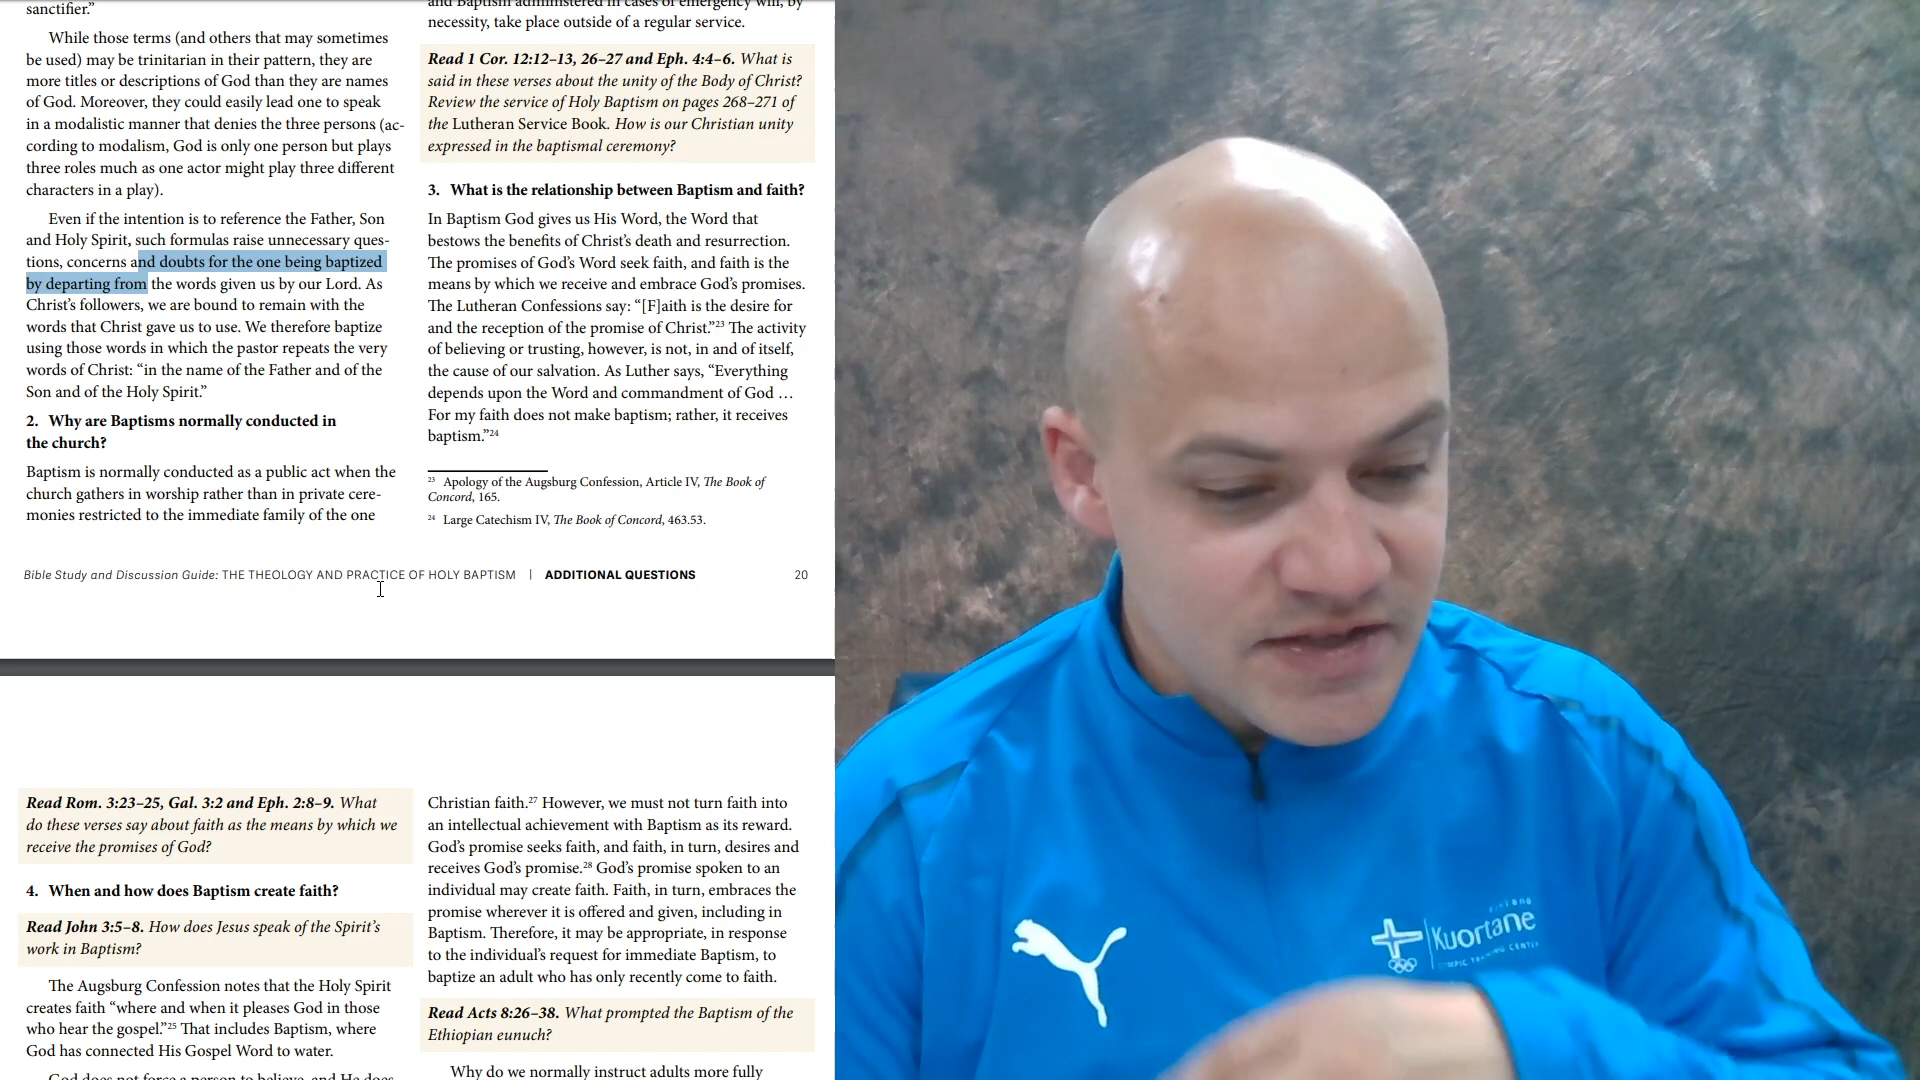 sanctifier.”
While those terms (and others that may sometimes
be used) may be trinitarian in their pattern, they are
more titles or descriptions of God than they are names
of God. Moreover, they could easily lead one to speak
in a modalistic manner that denies the three persons (ac-
cording to modalism, God is only one person but plays
three roles much as one actor might play three different
characters in a play).
Even if the intention is to reference the Father, Son
and Holy Spirit, such formulas raise unnecessary ques-
tions, concerns and doubts for the one being baptized
by departing from the words given us by our Lord. As
Christ’s followers, we are bound to remain with the
words that Christ gave us to use. We therefore baptize
using those words in which the pastor repeats the very
words of Christ: “in the name of the Father and of the
Son and of the Holy Spirit.”
2. Why are Baptisms normally conducted in
the church?
Baptism is normally conducted as a public act when the
church gathers in worship rather than in private cere-
monies restricted to the immediate family of the one
and Baptism administered in cases of emergency will, by
necessity, take place outside of a regular service.
Read 1 Cor. 12:12–13, 26–27 and Eph. 4:4–6. What is
said in these verses about the unity of the Body of Christ?
Review the service of Holy Baptism on pages 268–271 of
the Lutheran Service Book. How is our Christian unity
expressed in the baptismal ceremony?
3. What is the relationship between Baptism and faith?
In Baptism God gives us His Word, the Word that
bestows the benefits of Christ’s death and resurrection.
The promises of God’s Word seek faith, and faith is the
means by which we receive and embrace God’s promises.
The Lutheran Confessions say: “[F]aith is the desire for
and the reception of the promise of Christ.”23 The activity
of believing or trusting, however, is not, in and of itself,
the cause of our salvation. As Luther says, “Everything
depends upon the Word and commandment of God …
For my faith does not make baptism; rather, it receives
baptism.”24
23 Apology of the Augsburg Confession, Article IV, The Book of
Concord, 165.
24 Large Catechism IV, The Book of Concord, 463.53.
Bible Study and Discussion Guide: THE THEOLOGY AND PRACTICE OF HOLY BAPTISM | ADDITIONAL QUESTIONS 20
Read Rom. 3:23–25, Gal. 3:2 and Eph. 2:8–9. What
do these verses say about faith as the means by which we
receive the promises of God?
4. When and how does Baptism create faith?
Read John 3:5–8. How does Jesus speak of the Spirit’s
work in Baptism?
The Augsburg Confession notes that the Holy Spirit
creates faith “where and when it pleases God in those
who hear the gospel.”25 That includes Baptism, where
God has connected His Gospel Word to water.
God does not force a person to believe, and He does
Christian faith.27 However, we must not turn faith into
an intellectual achievement with Baptism as its reward.
God’s promise seeks faith, and faith, in turn, desires and
receives God’s promise.28 God’s promise spoken to an
individual may create faith. Faith, in turn, embraces the
promise wherever it is offered and given, including in
Baptism. Therefore, it may be appropriate, in response
to the individual’s request for immediate Baptism, to
baptize an adult who has only recently come to faith.
Read Acts 8:26–38. What prompted the Baptism of the
Ethiopian eunuch?
Why do we normally instruct adults more fully
Finland
Kuortane